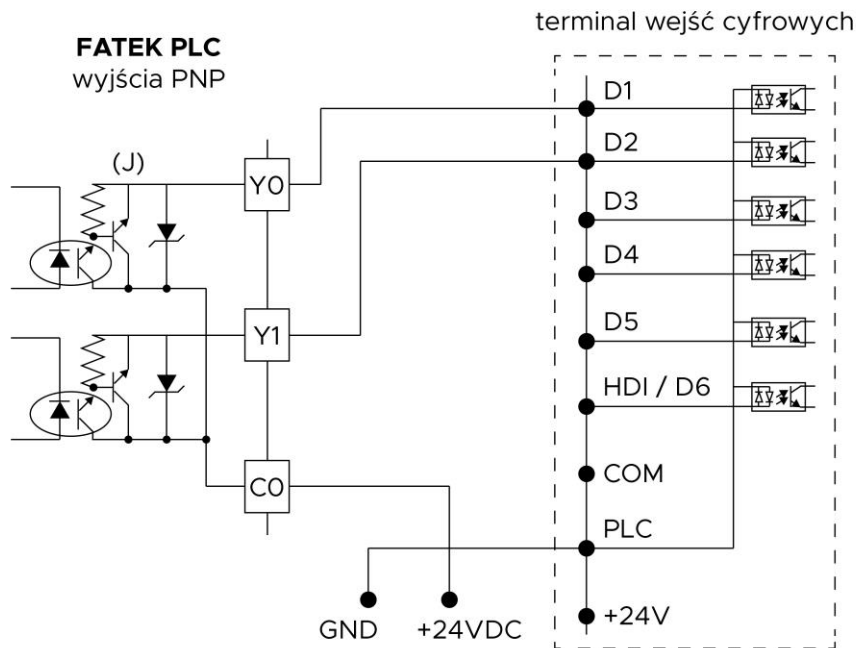 terminal wejść cyfrowych
FATEK PLC
wyjścia PNP
(J)
Y0
Y1
C0
GND
+24VDC
D1
D2
D3
D4
D5
HDI / D6
COM
PLC
+24V